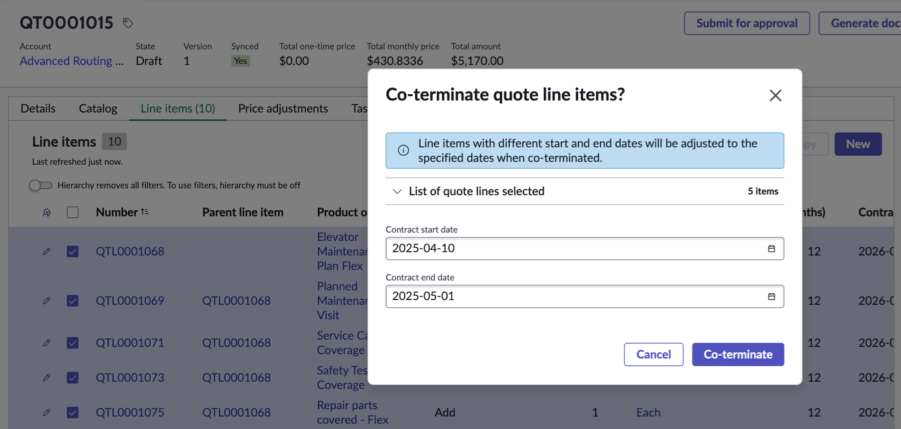 QT0001015
Submit for approval
Generate doc
Account
State
Version
Synced
Total one-time price
Total monthly price
Total amount
Advanced Routing ...
Draft
1
Yes
$0.00
$430.8336
$5,170.00
Details
Catalog
Line items (10)
Price adjustments
Tas
Line items 10
Last refreshed just now.
New
Hierarchy removes all filters. To use filters, hierarchy must be off
Number
Parent line item
Product o
Contra
QTL0001068
Elevator
Maintenan
Plan Flex
12
2026-0
QTL0001069
QTL0001068
Planned
Maintenan
Visit
12
2026-0
QTL0001071
QTL0001068
Service Ca
Coverage
12
2026-0
QTL0001073
QTL0001068
Safety Tes
Coverage
12
2026-0
QTL0001075
QTL0001068
Repair parts
covered - Flex
Add
1
Each
12
2026-0
Co-terminate quote line items?
Line items with different start and end dates will be adjusted to the
specified dates when co-terminated.
List of quote lines selected
5 items
Contract start date
2025-04-10
Contract end date
2025-05-01
Cancel
Co-terminate